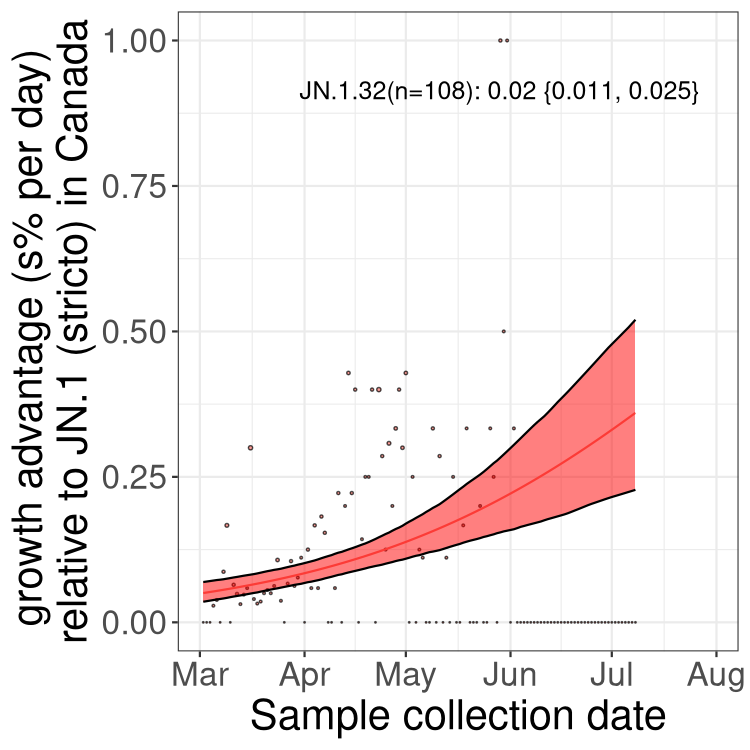 growth advantage (s% per day)
relative to JN.1 (stricto) in Canada
1.00
0.75
0.50
0.25
0.00
JN.1.32(n=108): 0.02 {0.011, 0.025}
Mar Apr May Jun Jul Aug
Sample collection date